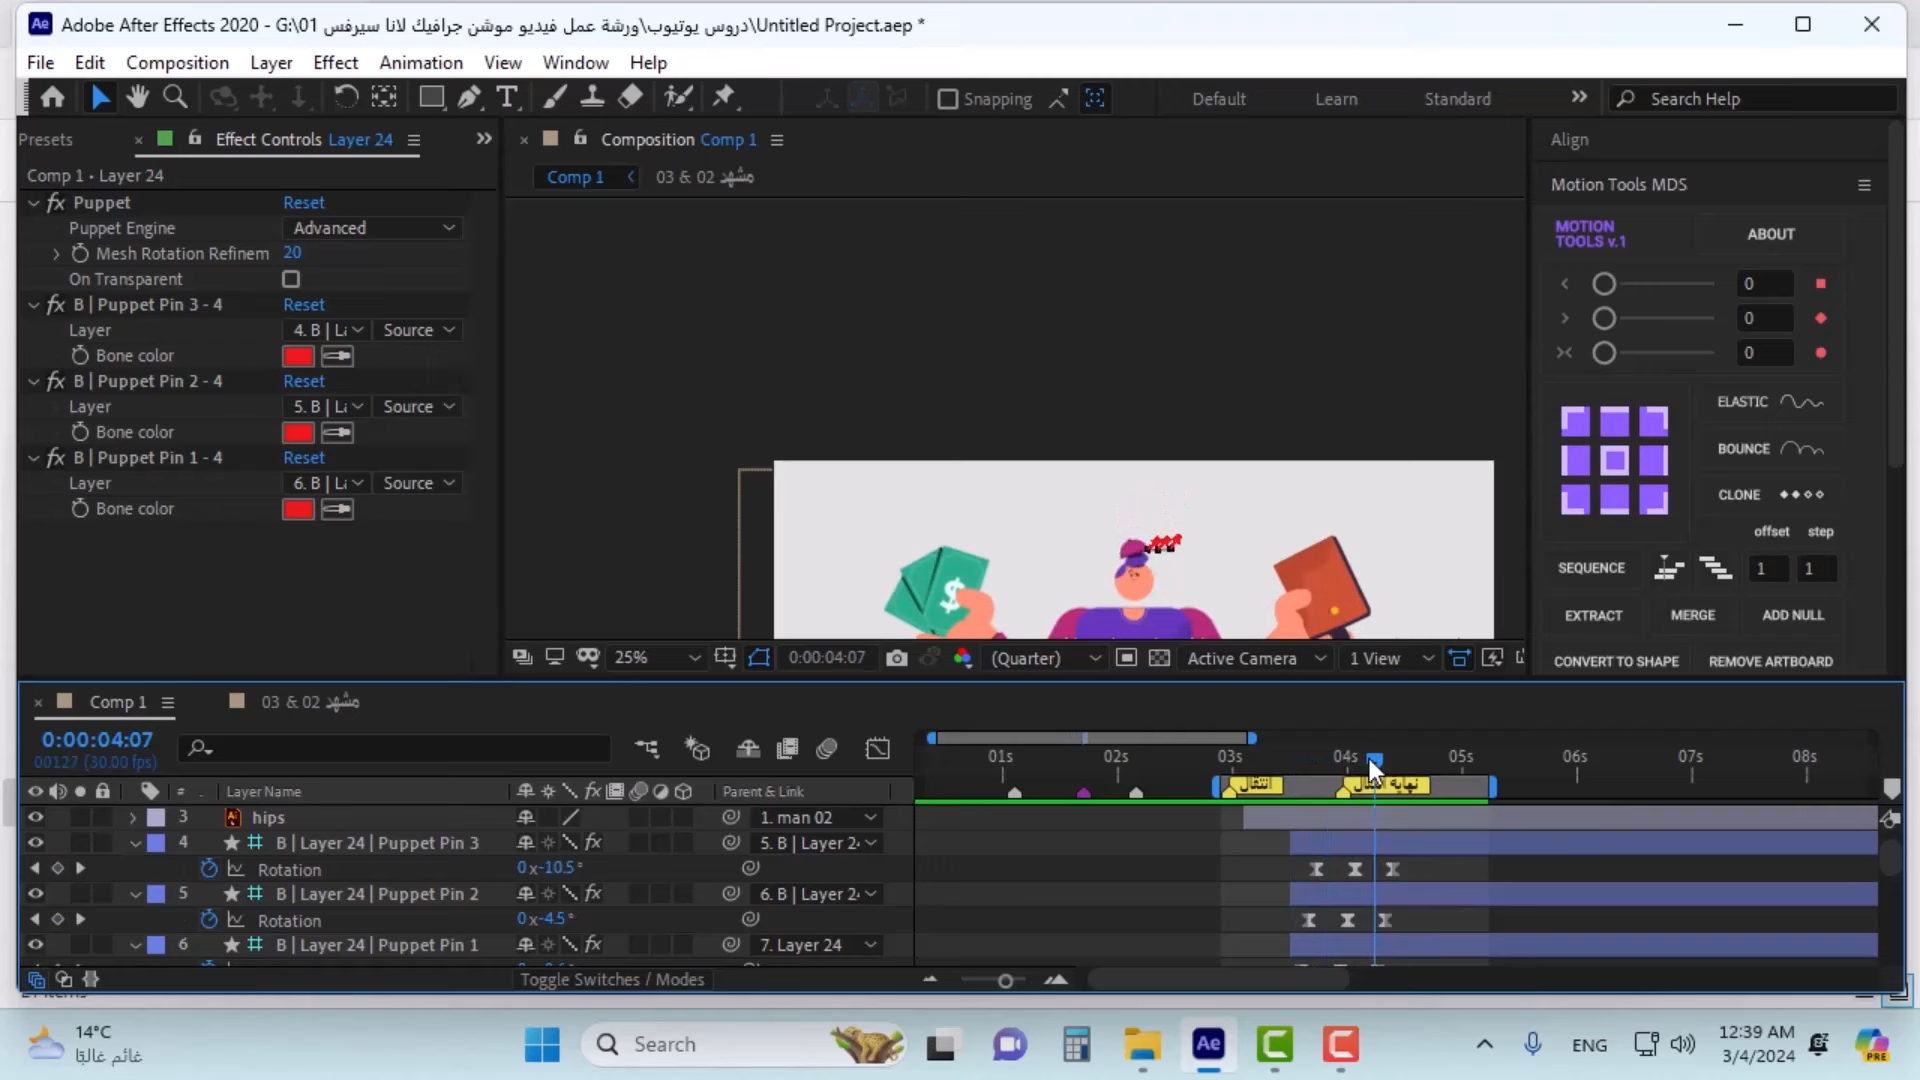 Adobe After Effects 2020 - G:\01 دروس يوتيوب\ورشة عمل فيديو موشن جرافيك لانا سيرفس\Untitled Project.aep *
File Edit Composition Layer Effect Animation View Window Help
Snapping Default Learn Standard Search Help
Presets Effect Controls Layer 24
Composition Comp 1
Align
Comp 1 • Layer 24
Comp 1 مشهد 02 & 03
Motion Tools MDS
Puppet Reset
Puppet Engine Advanced
Mesh Rotation Refinem 20
On Transparent
B | Puppet Pin 3 - 4 Reset
Layer 4. B | Li Source
Bone color
B | Puppet Pin 2 - 4 Reset
Layer 5. B | Li Source
Bone color
B | Puppet Pin 1 - 4 Reset
Layer 6. B | Li Source
Bone color
MOTION TOOLS v.1
ABOUT
0
0
0
ELASTIC
BOUNCE
CLONE
offset step
SEQUENCE 1 1
EXTRACT MERGE ADD NULL
CONVERT TO SHAPE REMOVE ARTBOARD
$
25% 0:00:04:07 (Quarter) Active Camera 1 View
Comp 1 مشهد 02 & 03
0:00:04:07
00127 (30.00 fps)
01s 02s 03s 04s 05s 06s 07s 08s
انتقال
# Layer Name Parent & Link
3 hips 1. man 02
4 B | Layer 24 | Puppet Pin 3 5. B | Layer 2
Rotation 0x-10.5°
5 B | Layer 24 | Puppet Pin 2 6. B | Layer 2
Rotation 0x-4.5°
6 B | Layer 24 | Puppet Pin 1 7. Layer 24
Toggle Switches / Modes
14°C
غائم غالبًا
Search
Ae
ENG
12:39 AM
3/4/2024
PRE